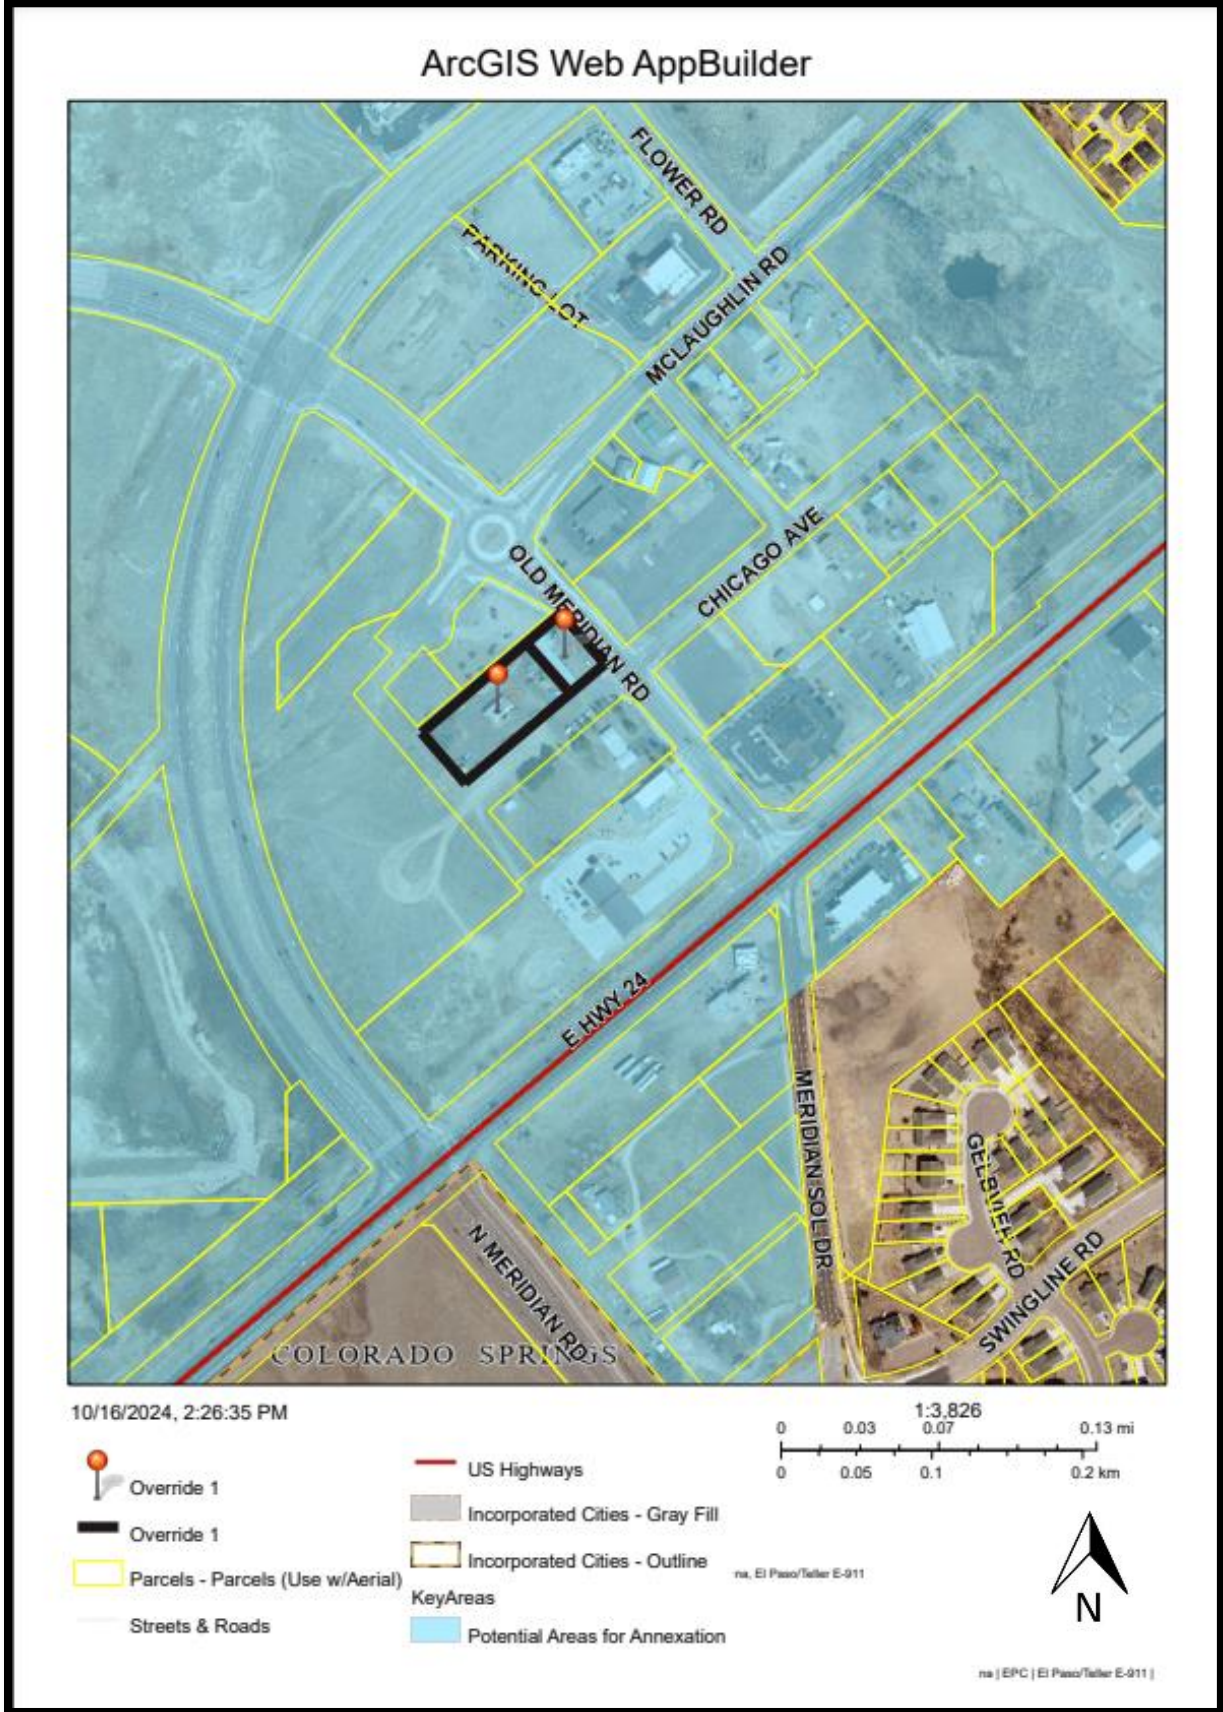 ArcGIS Web AppBuilder
FLOWER RD
PARKING LOT
MCLAUGHLIN RD
OLD MERIDIAN RD
CHICAGO AVE
E HWY 24
MERIDIAN SOL DR
GELBVIEH RD
SWINGLINE RD
N MERIDIAN RD
COLORADO SPRINGS
10/16/2024, 2:26:35 PM
1:3,826
0 0.03 0.07 0.13 mi
0 0.05 0.1 0.2 km
Override 1
Override 1
Parcels - Parcels (Use w/Aerial)
Streets & Roads
US Highways
Incorporated Cities - Gray Fill
Incorporated Cities - Outline
KeyAreas
Potential Areas for Annexation
na, El Paso/Teller E-911
N
na | EPC | El Paso/Teller E-911 |